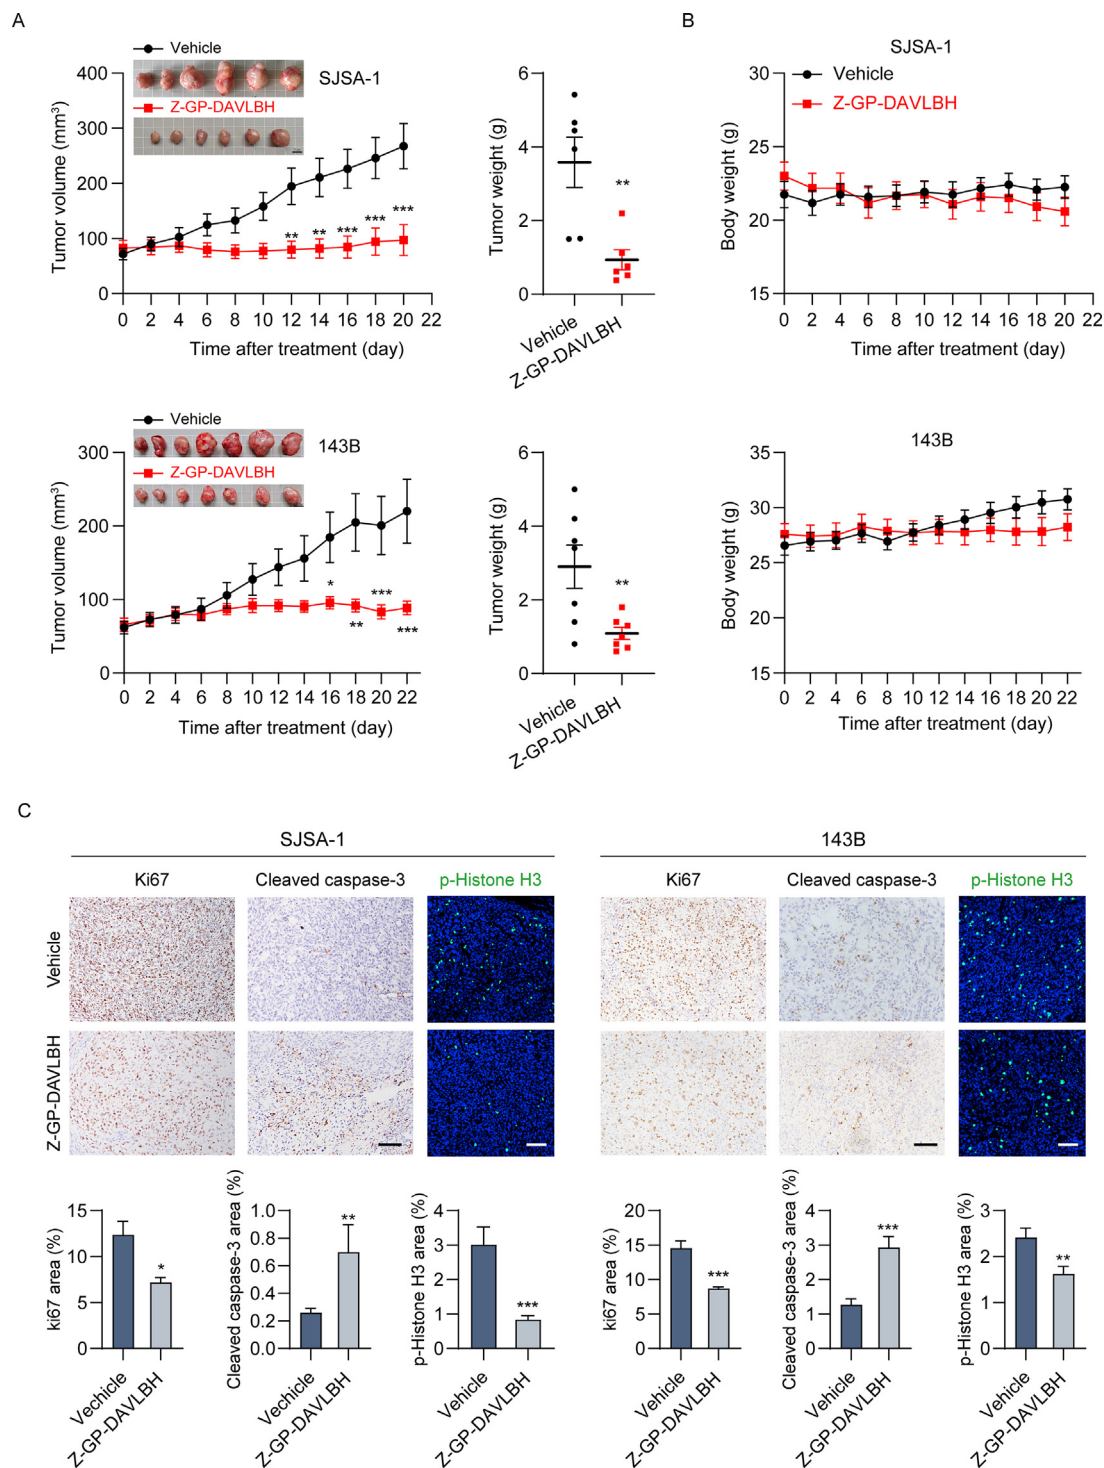 A
B
Vehicle
SJSA-1
Z-GP-DAVLBH
Tumor volume (mm³)
400
300
200
100
0
0 2 4 6 8 10 12 14 16 18 20 22
** ** *** *** ***
Time after treatment (day)
Tumor weight (g)
6
4
2
0
**
Vehicle
Z-GP-DAVLBH
SJSA-1
Vehicle
Z-GP-DAVLBH
Body weight (g)
30
25
20
15
0 2 4 6 8 10 12 14 16 18 20 22
Time after treatment (day)
Vehicle
143B
Z-GP-DAVLBH
Tumor volume (mm³)
300
200
100
0
* ** *** ***
0 2 4 6 8 10 12 14 16 18 20 22
Time after treatment (day)
Tumor weight (g)
6
4
2
0
**
Vehicle
Z-GP-DAVLBH
143B
Body weight (g)
35
30
25
20
15
0 2 4 6 8 10 12 14 16 18 20 22
Time after treatment (day)
C
SJSA-1
143B
Ki67 Cleaved caspase-3 p-Histone H3
Ki67 Cleaved caspase-3 p-Histone H3
Vehicle
Z-GP-DAVLBH
ki67 area (%)
15
10
5
0
*
Vechicle
Z-GP-DAVLBH
Cleaved caspase-3 area (%)
1.0
0.8
0.6
0.4
0.2
0.0
**
Vechicle
Z-GP-DAVLBH
p-Histone H3 area (%)
4
3
2
1
0
***
Vechicle
Z-GP-DAVLBH
ki67 area (%)
20
15
10
5
0
***
Vechicle
Z-GP-DAVLBH
Cleaved caspase-3 area (%)
4
3
2
1
0
***
Vechicle
Z-GP-DAVLBH
p-Histone H3 area (%)
3
2
1
0
**
Vechicle
Z-GP-DAVLBH